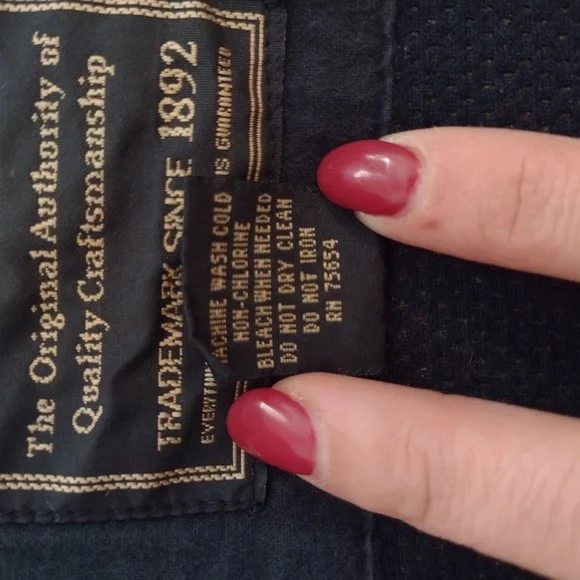 The Original Authority of
Quality Craftsmanship
TRADEMARK SINCE 1892
EVERYTHIN IS GUARANTEED
MACHINE WASH COLD
NON-CHLORINE
BLEACH WHEN NEEDED
DO NOT DRY CLEAN
DO NOT IRON
RN 75654